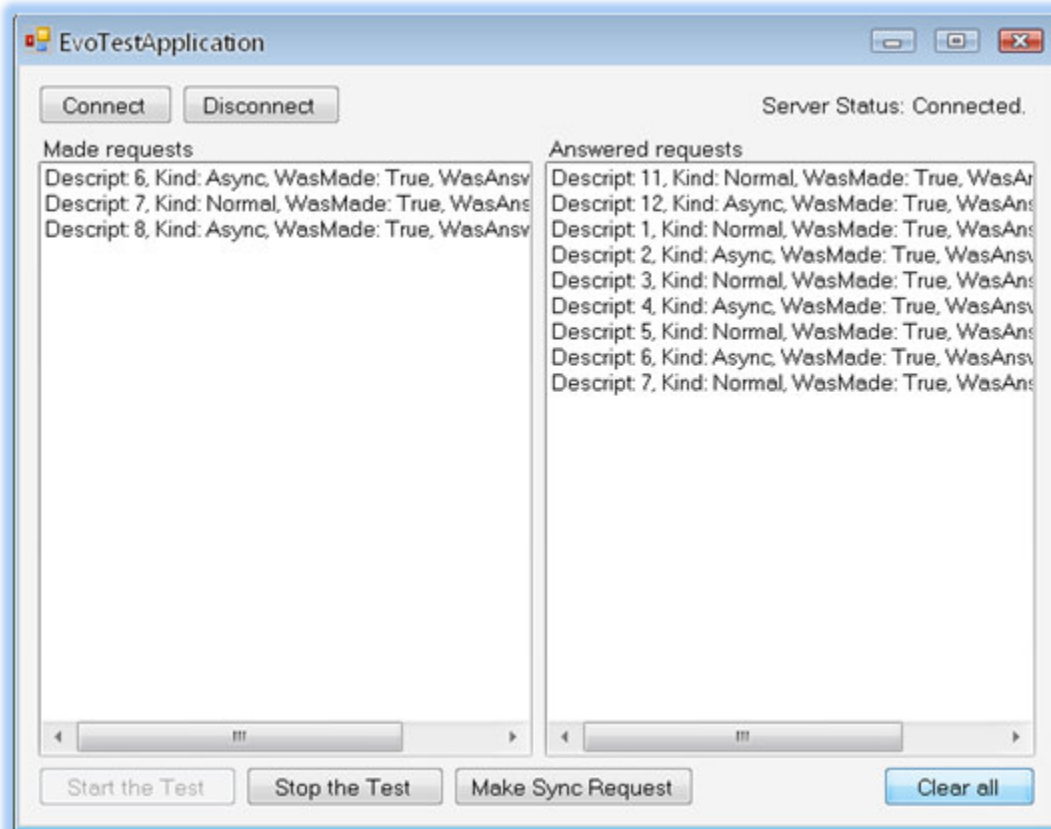 EvoTestApplication
Connect Disconnect Server Status: Connected.
Made requests
Descript: 6, Kind: Async, WasMade: True, WasAnsv
Descript: 7, Kind: Normal, WasMade: True, WasAns
Descript: 8, Kind: Async, WasMade: True, WasAnsv
Answered requests
Descript: 11, Kind: Normal, WasMade: True, WasAr
Descript: 12, Kind: Async, WasMade: True, WasAns
Descript: 1, Kind: Normal, WasMade: True, WasAns
Descript: 2, Kind: Async, WasMade: True, WasAnsv
Descript: 3, Kind: Normal, WasMade: True, WasAns
Descript: 4, Kind: Async, WasMade: True, WasAnsv
Descript: 5, Kind: Normal, WasMade: True, WasAns
Descript: 6, Kind: Async, WasMade: True, WasAnsv
Descript: 7, Kind: Normal, WasMade: True, WasAns
Start the Test Stop the Test Make Sync Request Clear all